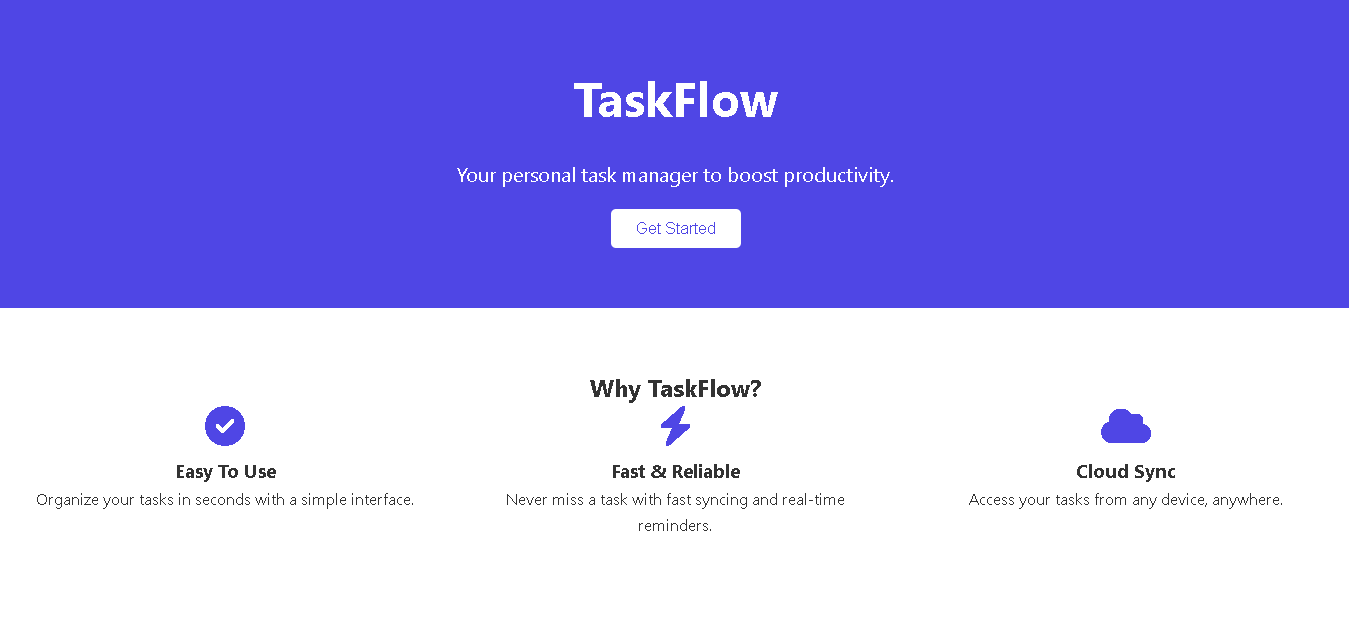 TaskFlow
Your personal task manager to boost productivity.
Get Started
Why TaskFlow?
Easy To Use
Organize your tasks in seconds with a simple interface.
Fast & Reliable
Never miss a task with fast syncing and real-time
reminders.
Cloud Sync
Access your tasks from any device, anywhere.